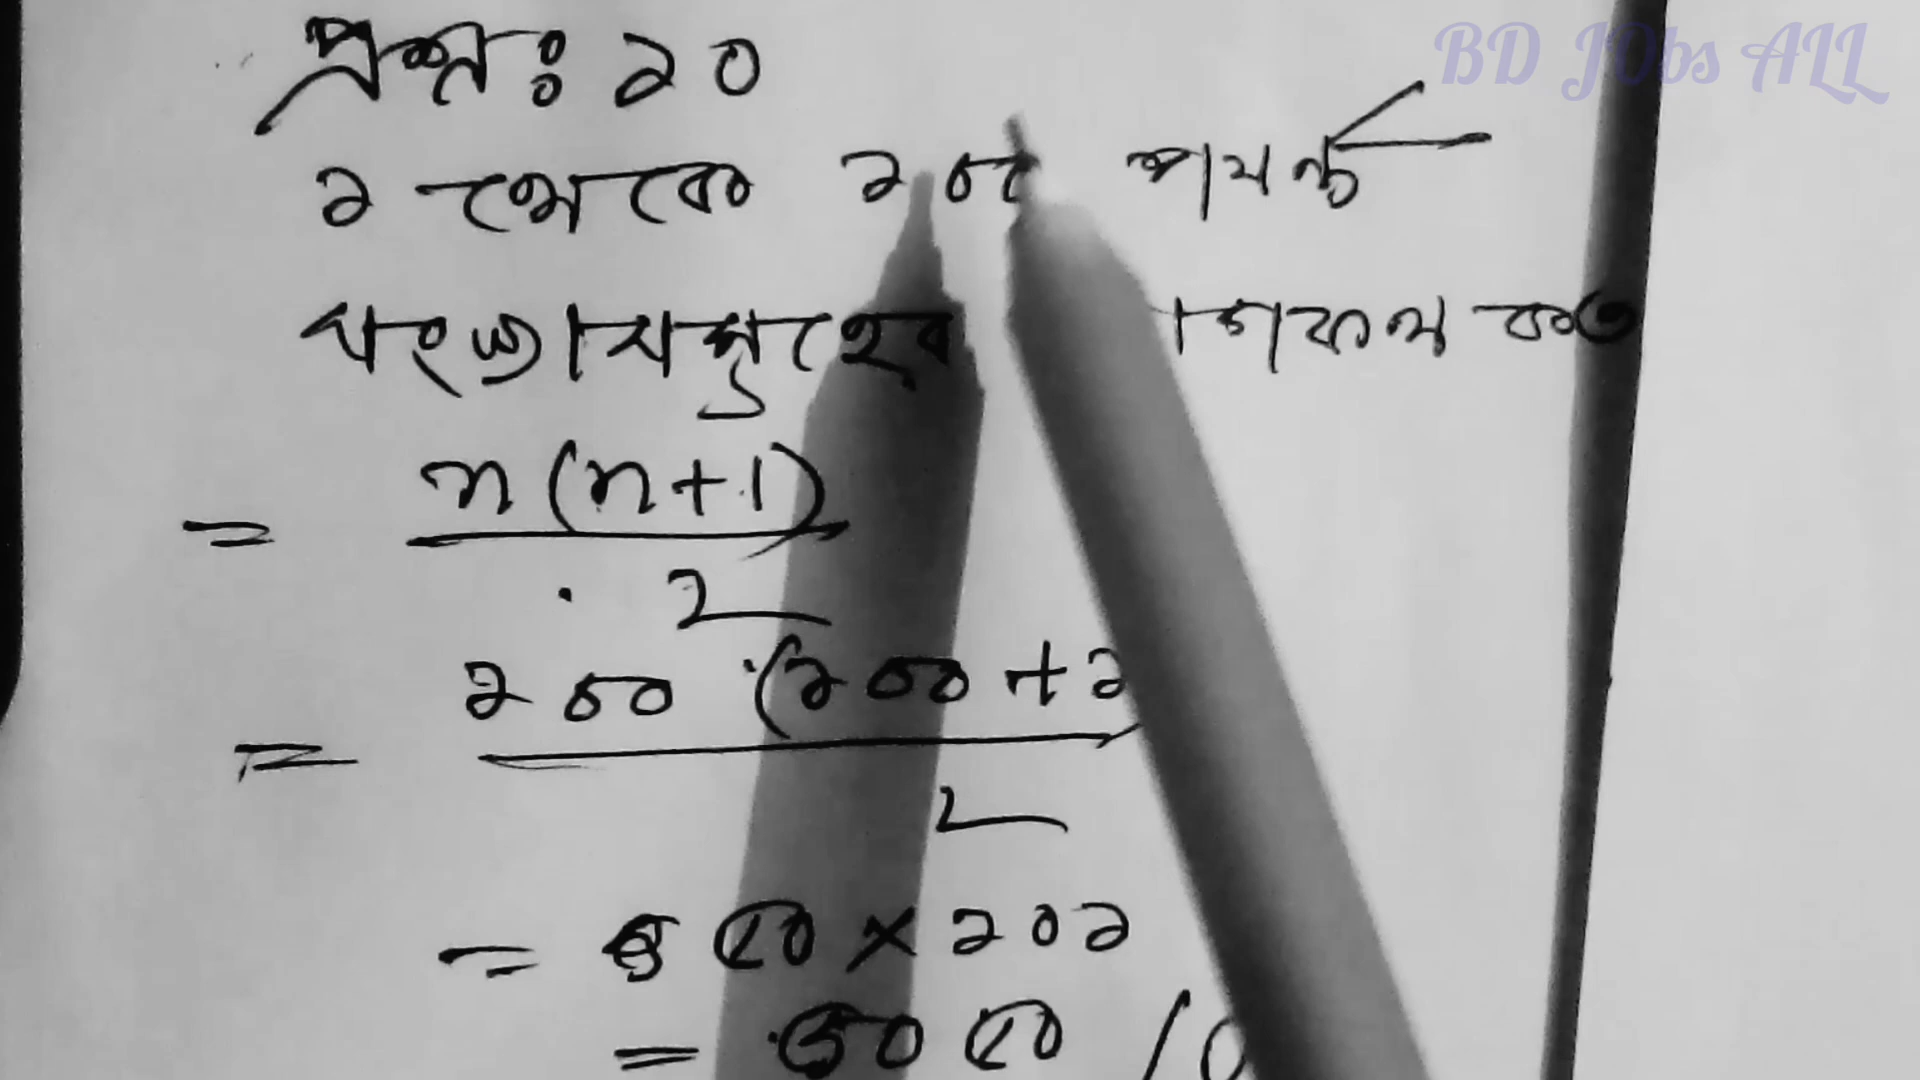 BD JObs ALL
প্রশ্নঃ ১০
১ থেকে ১০০ পর্যন্ত
সংখ্যাসমূহের যোগফল কত
= n(n+1)
2
= ১০০ (১০০+১
2
= ৫০×১০১
= ৫০৫০